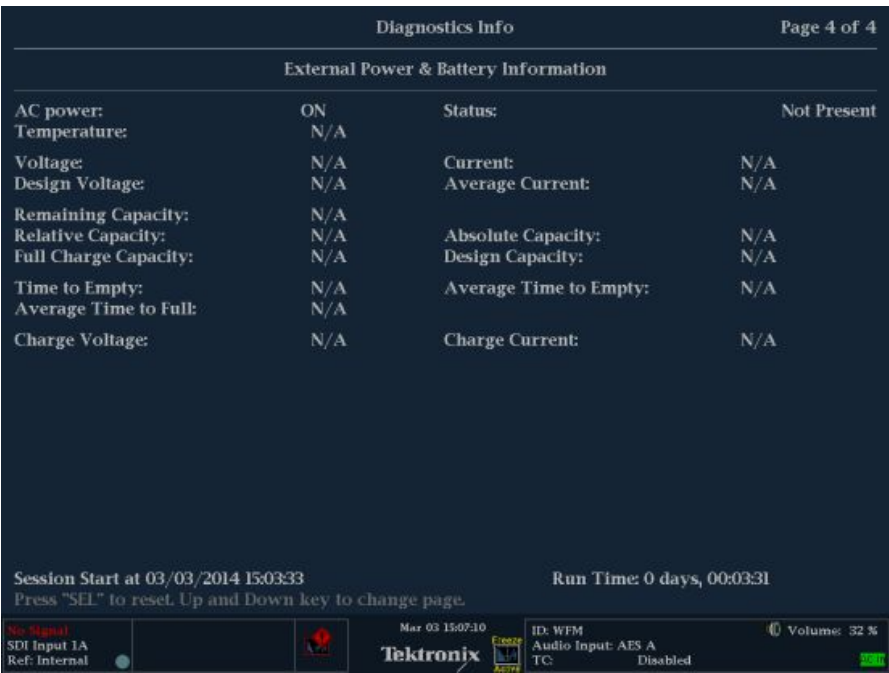 Diagnostics Info Page 4 of 4
External Power & Battery Information
AC power: ON Status: Not Present
Temperature: N/A
Voltage: N/A Current: N/A
Design Voltage: N/A Average Current: N/A
Remaining Capacity: N/A
Relative Capacity: N/A Absolute Capacity: N/A
Full Charge Capacity: N/A Design Capacity: N/A
Time to Empty: N/A Average Time to Empty: N/A
Average Time to Full: N/A
Charge Voltage: N/A Charge Current: N/A
Session Start at 03/03/2014 15:03:33 Run Time: 0 days, 00:03:31
Press "SEL" to reset. Up and Down key to change page.
No Signal
SDI Input 1A
Ref: Internal
Mar 03 15:07:10
Tektronix
Freeze
Active
ID: WFM
Audio Input: AES A
TC: Disabled
Volume: 32 %
AC IN